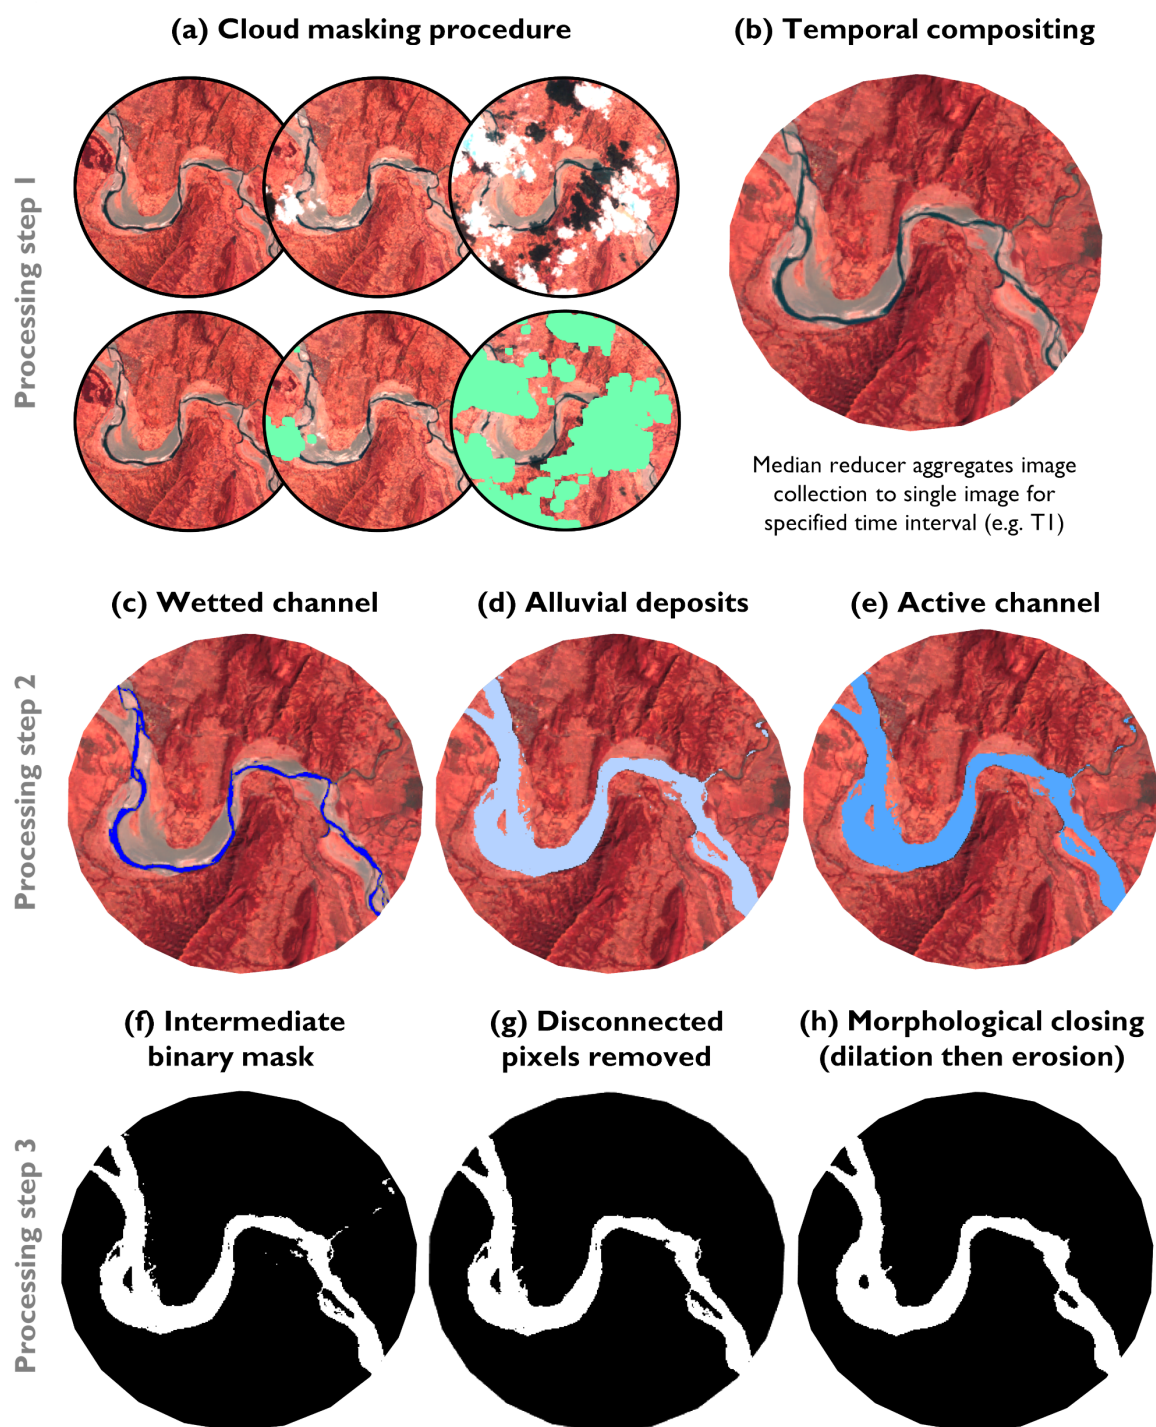 Processing step 1
(a) Cloud masking procedure
(b) Temporal compositing
Median reducer aggregates image
collection to single image for
specified time interval (e.g. T1)
Processing step 2
(c) Wetted channel
(d) Alluvial deposits
(e) Active channel
Processing step 3
(f) Intermediate
binary mask
(g) Disconnected
pixels removed
(h) Morphological closing
(dilation then erosion)